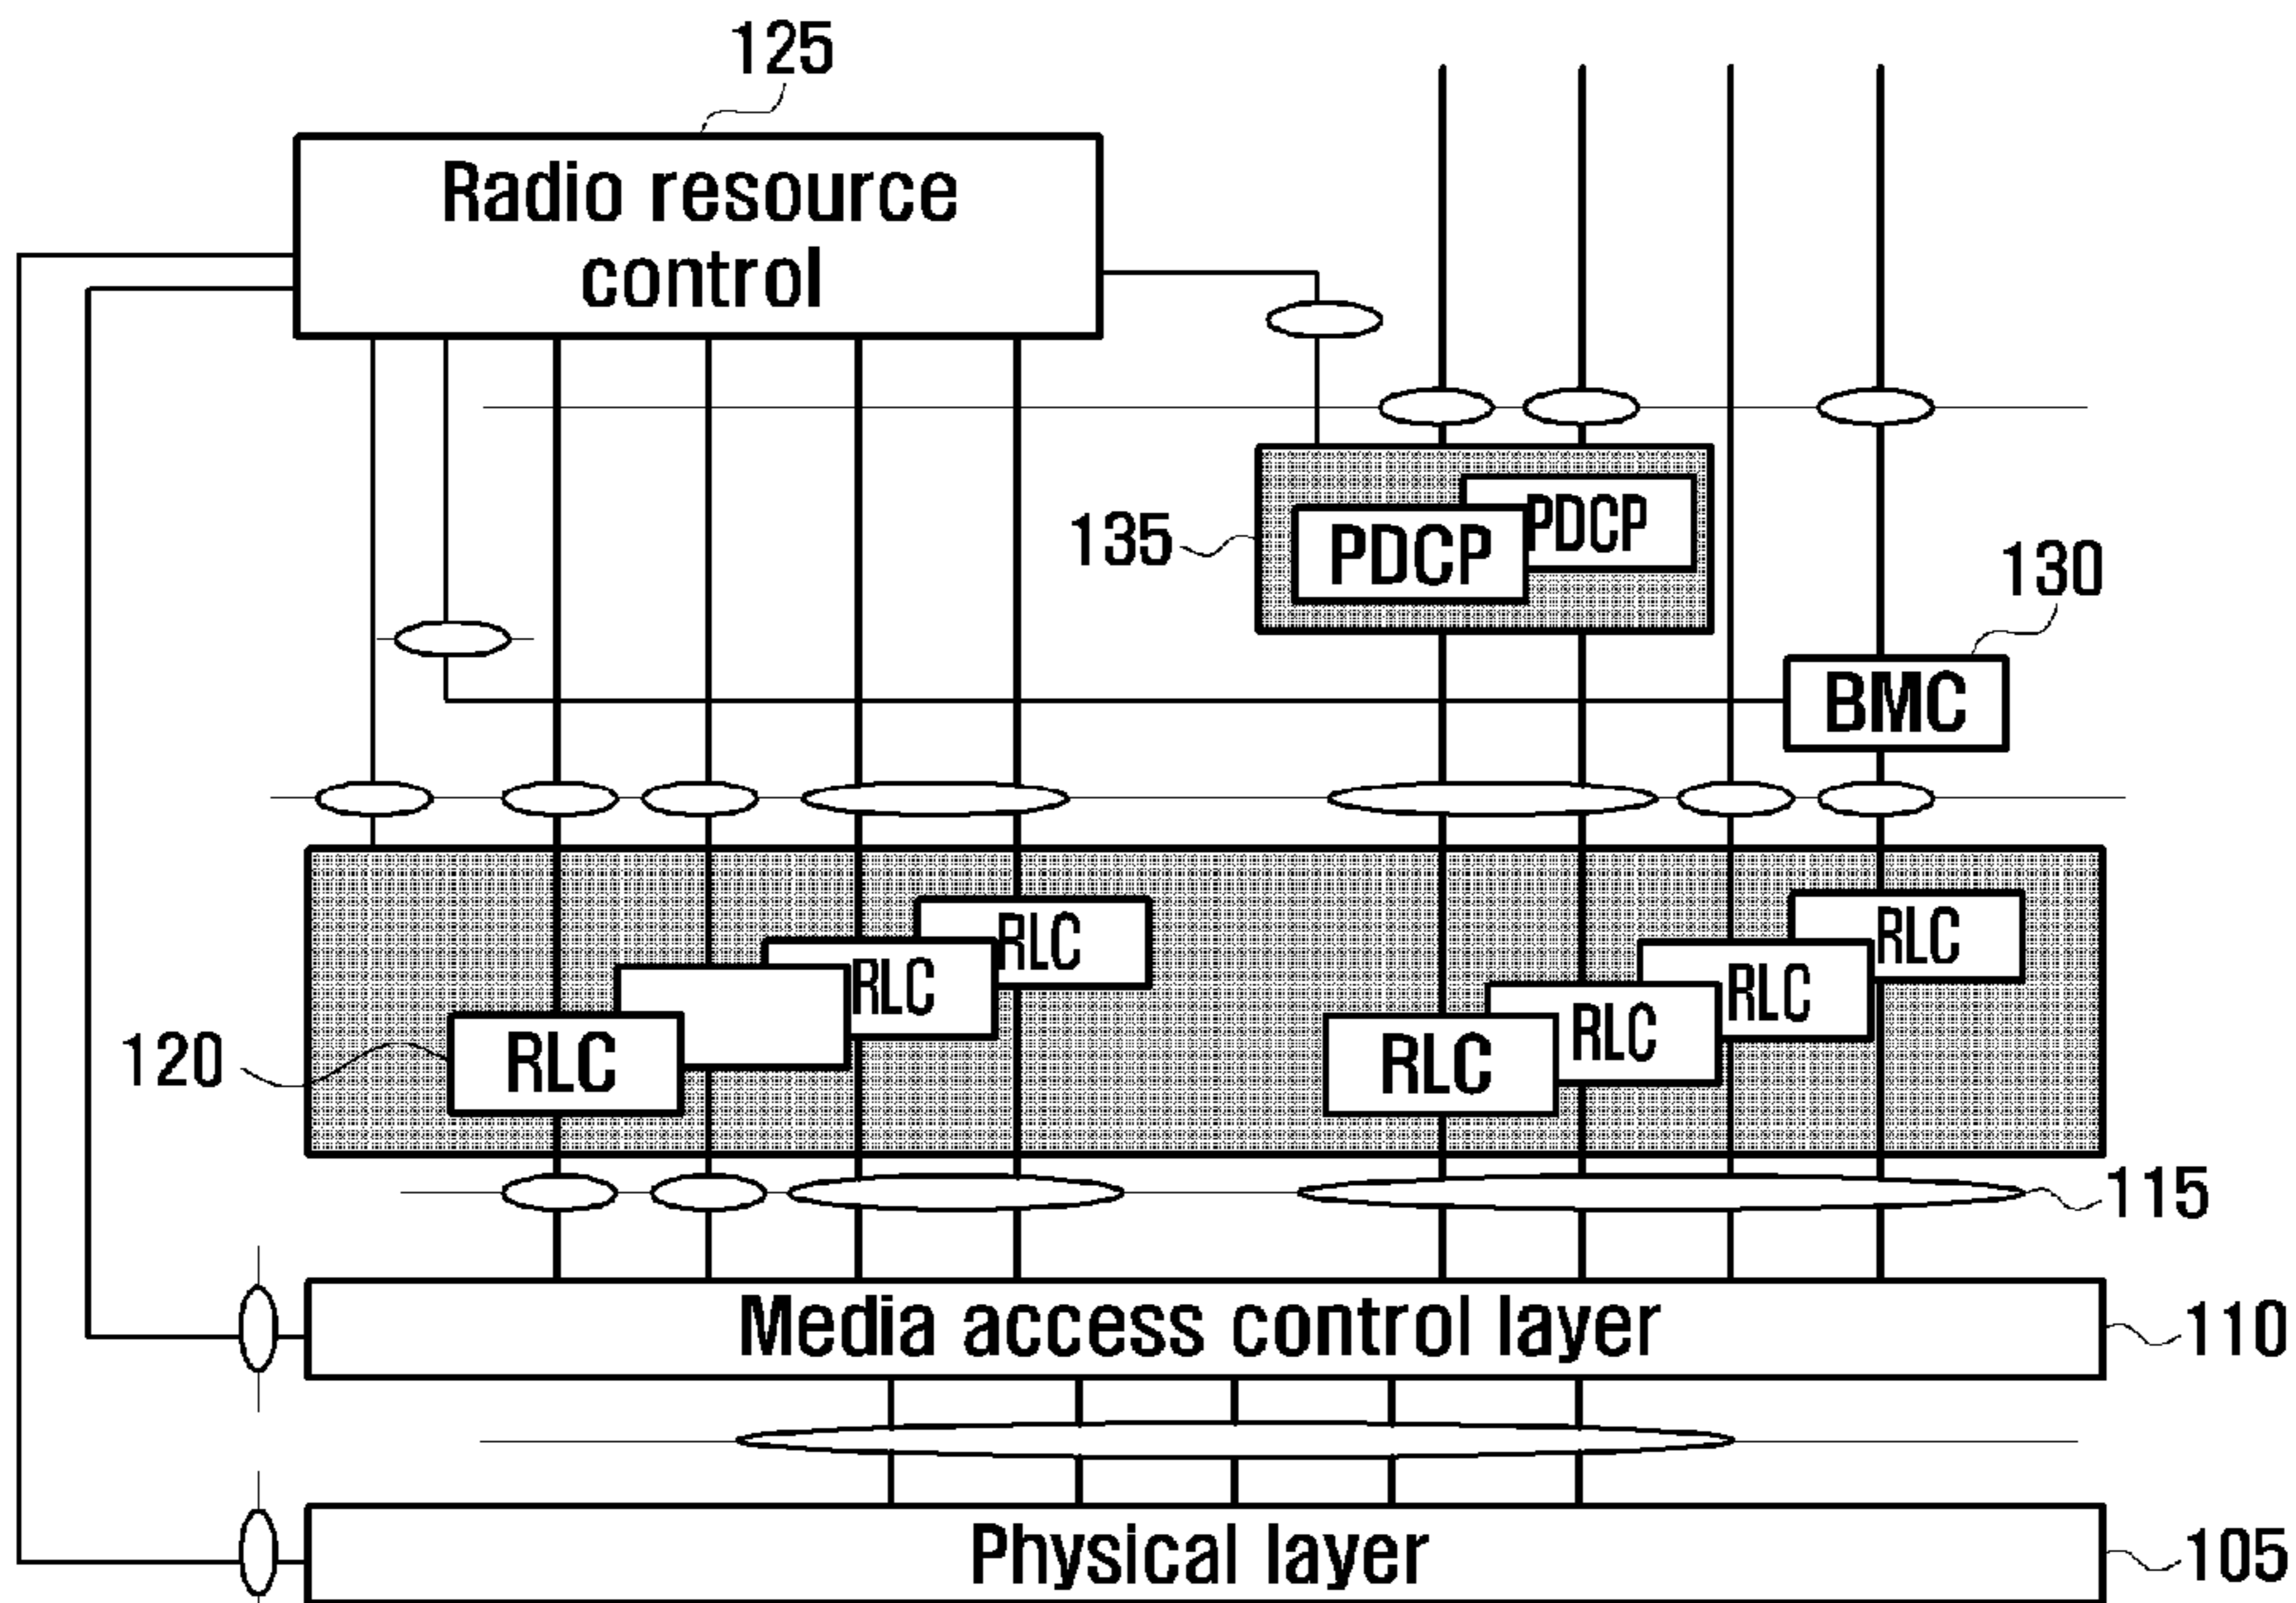 125
Radio resource
control
PDCP
PDCP
135
130
BMC
RLC
RLC
RLC
RLC
RLC
RLC
RLC
120
115
Media access control layer
110
Physical layer
105